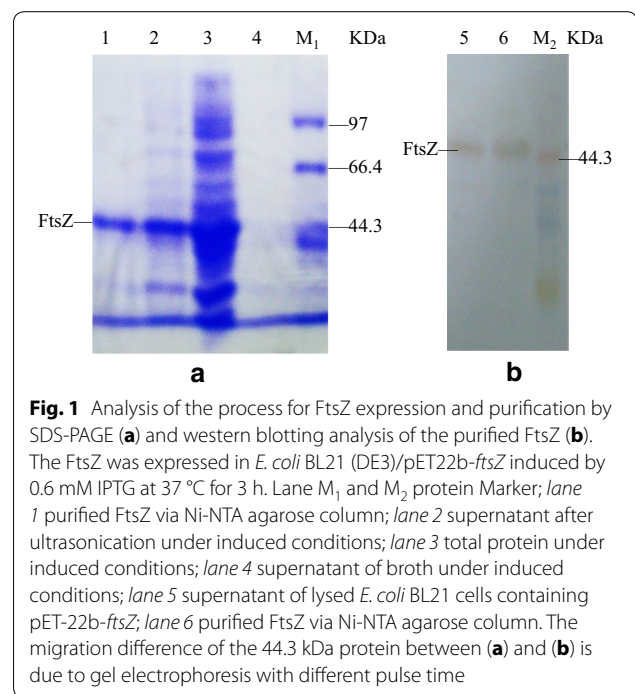 1 2 3 4 M₁ KDa
5 6 M₂ KDa
97
66.4
FtsZ
44.3
FtsZ
44.3
a
b
Fig. 1 Analysis of the process for FtsZ expression and purification by
SDS-PAGE (a) and western blotting analysis of the purified FtsZ (b).
The FtsZ was expressed in E. coli BL21 (DE3)/pET22b-ftsZ induced by
0.6 mM IPTG at 37 °C for 3 h. Lane M₁ and M₂ protein Marker; lane
1 purified FtsZ via Ni-NTA agarose column; lane 2 supernatant after
ultrasonication under induced conditions; lane 3 total protein under
induced conditions; lane 4 supernatant of broth under induced
conditions; lane 5 supernatant of lysed E. coli BL21 cells containing
pET-22b-ftsZ; lane 6 purified FtsZ via Ni-NTA agarose column. The
migration difference of the 44.3 kDa protein between (a) and (b) is
due to gel electrophoresis with different pulse time